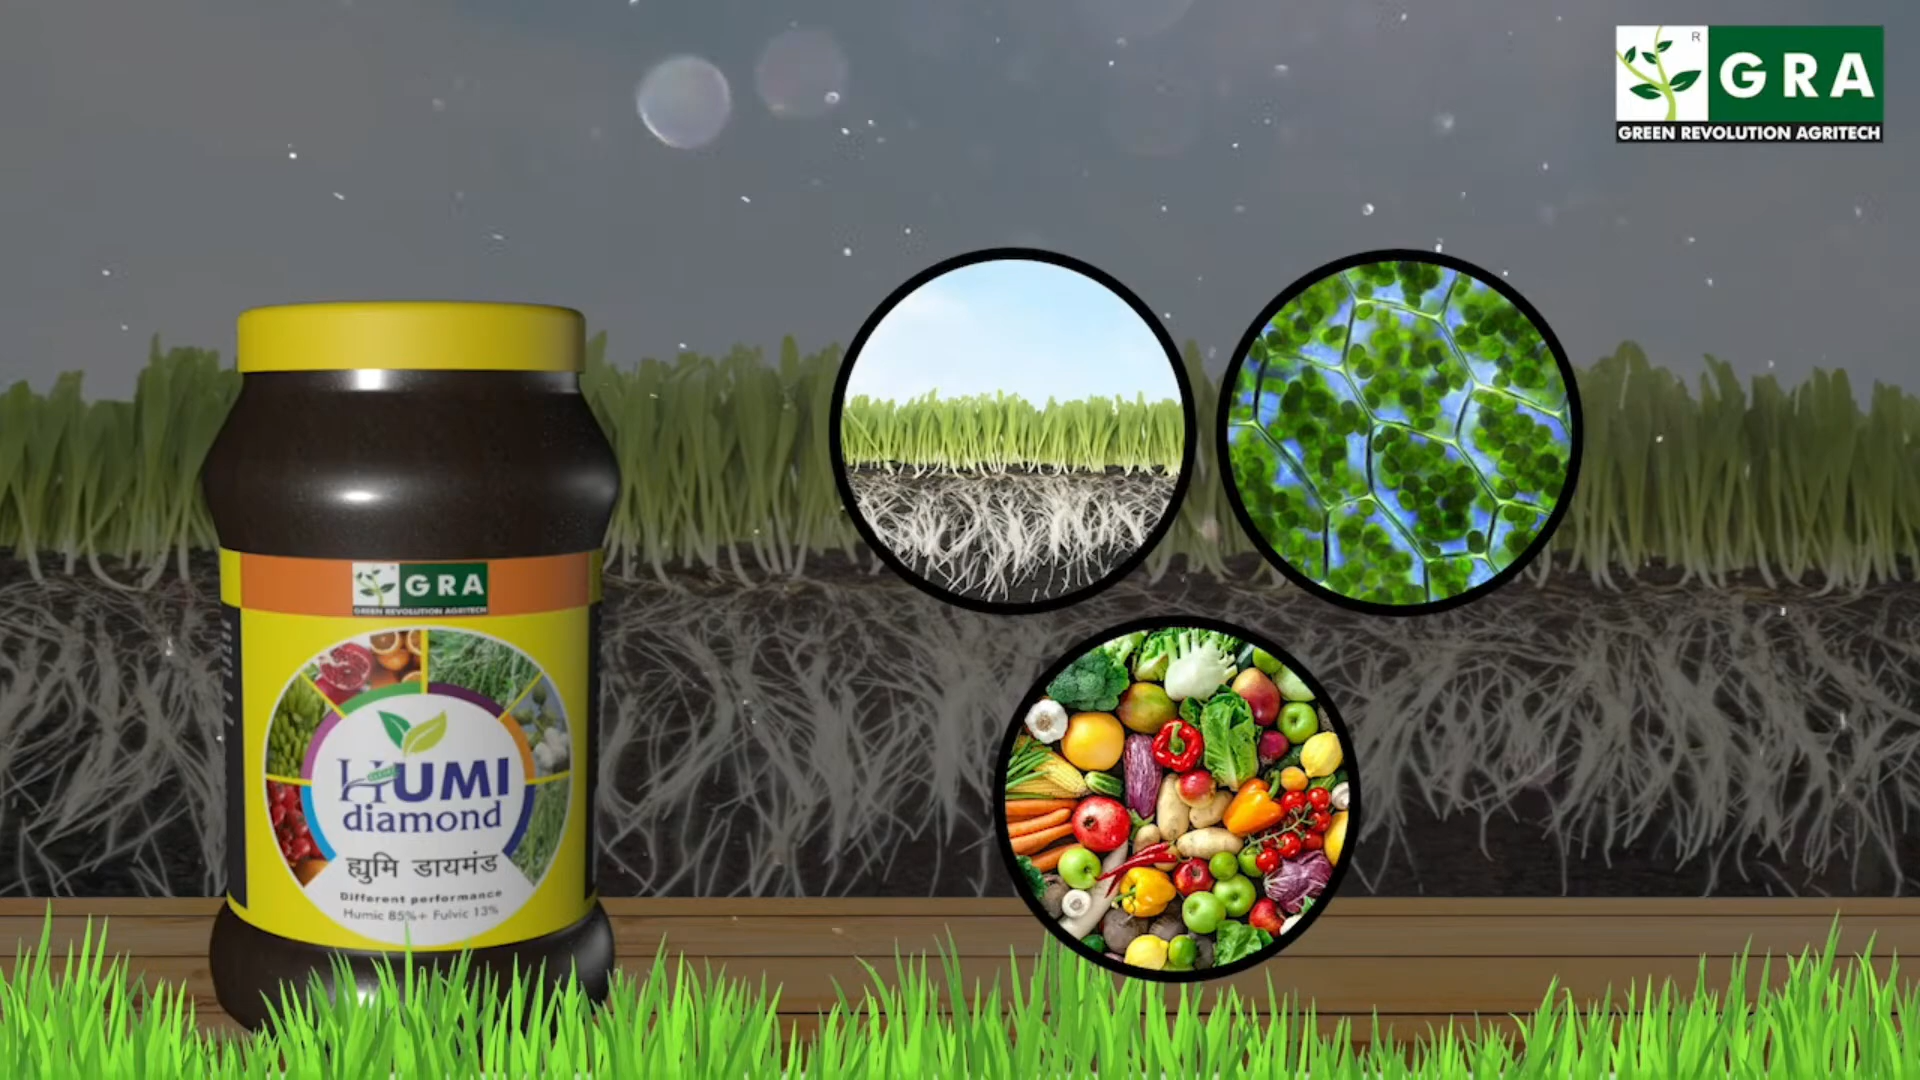 R
GRA
GREEN REVOLUTION AGRITECH
GRA
GREEN REVOLUTION AGRITECH
HUMI
diamond
ह्युमि डायमंड
Different performance
Humic 85%+ Fulvic 13%